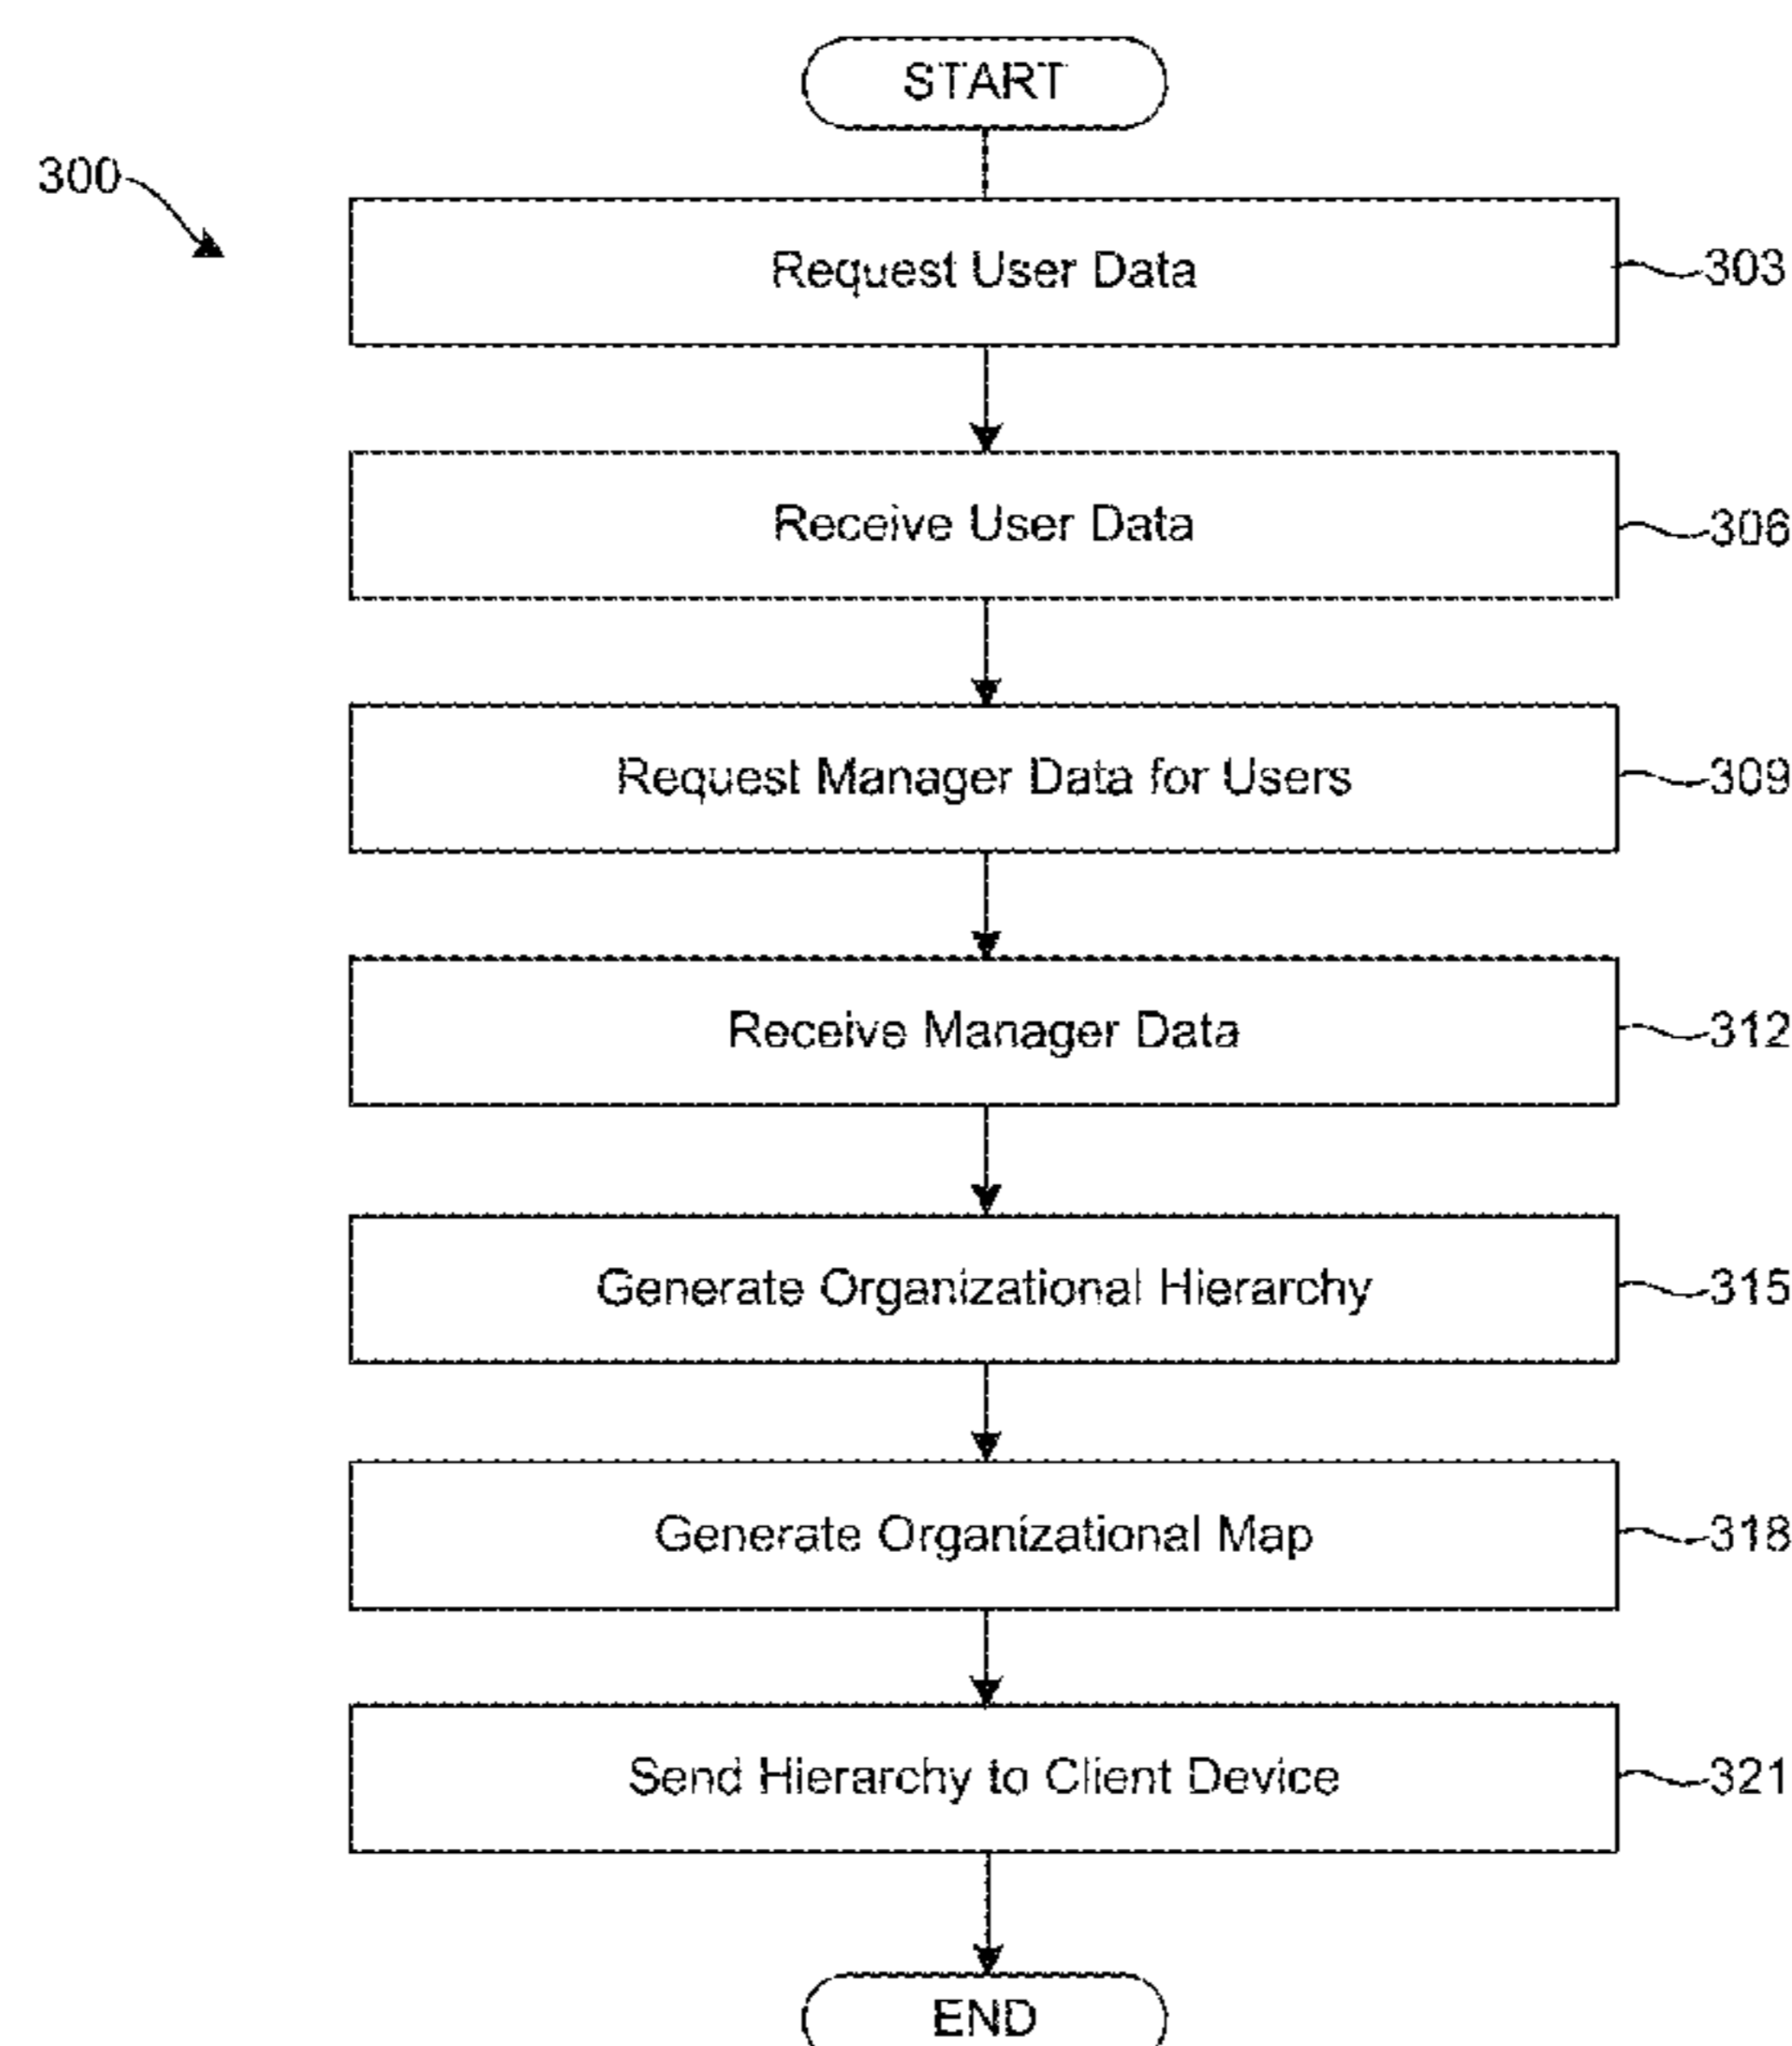 START
300
Request User Data
303
Receive User Data
306
Request Manager Data for Users
309
Receive Manager Data
312
Generate Organizational Hierarchy
315
Generate Organizational Map
318
Send Hierarchy to Client Device
321
END